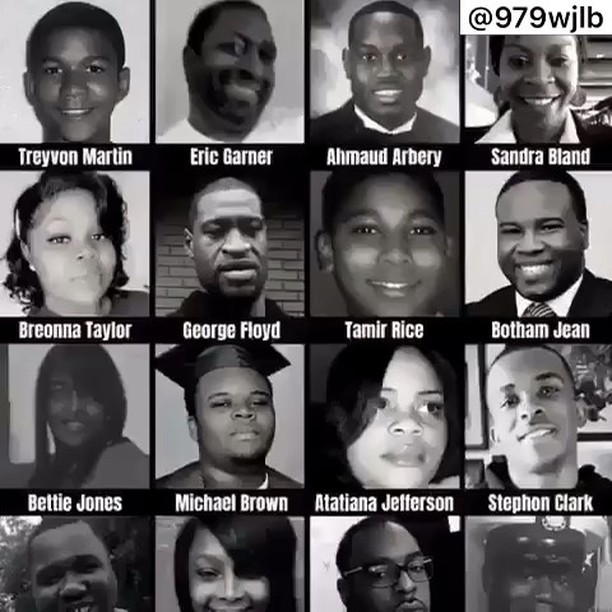 @979wjlb
Treyvon Martin
Eric Garner
Ahmaud Arbery
Sandra Bland
Breonna Taylor
George Floyd
Tamir Rice
Botham Jean
Bettie Jones
Michael Brown
Atatiana Jefferson
Stephon Clark